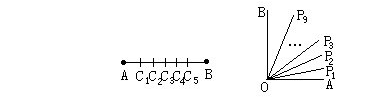 A C₁C₂C₃C₄C₅ B
B P₉
...
P₃
P₂
P₁
O A